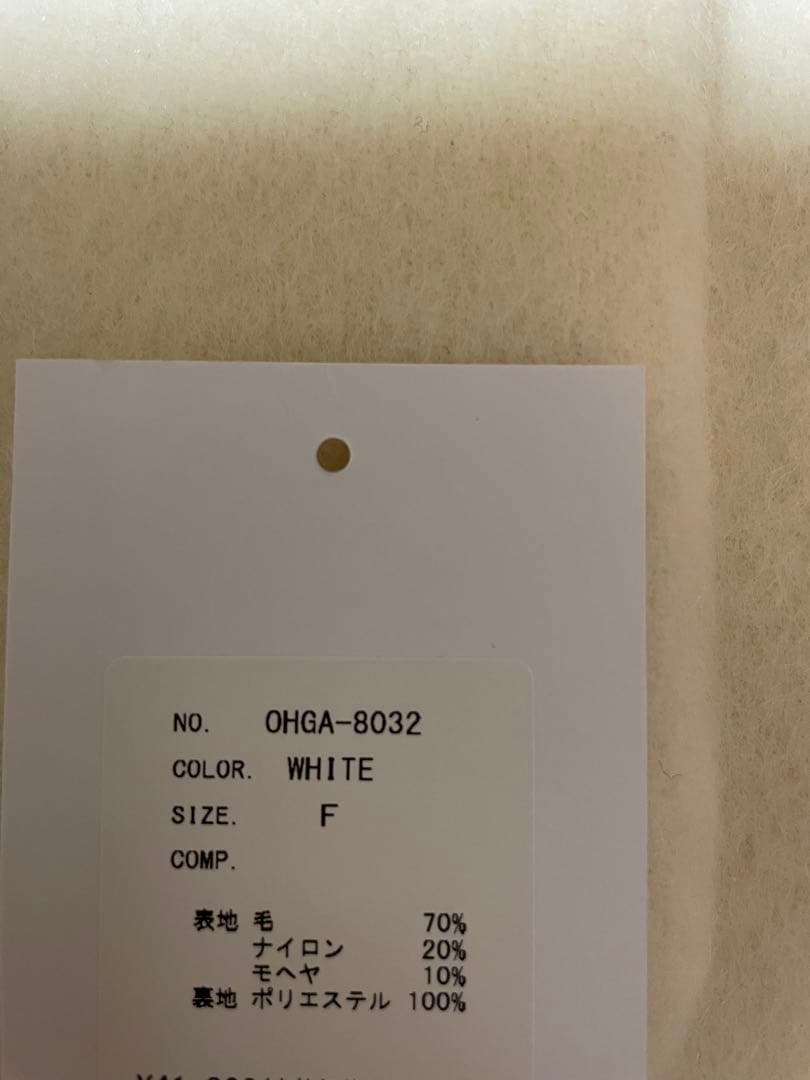 NO. OHGA-8032
COLOR. WHITE
SIZE. F
COMP.
表地 毛 70%
ナイロン 20%
モヘヤ 10%
裏地 ポリエステル 100%